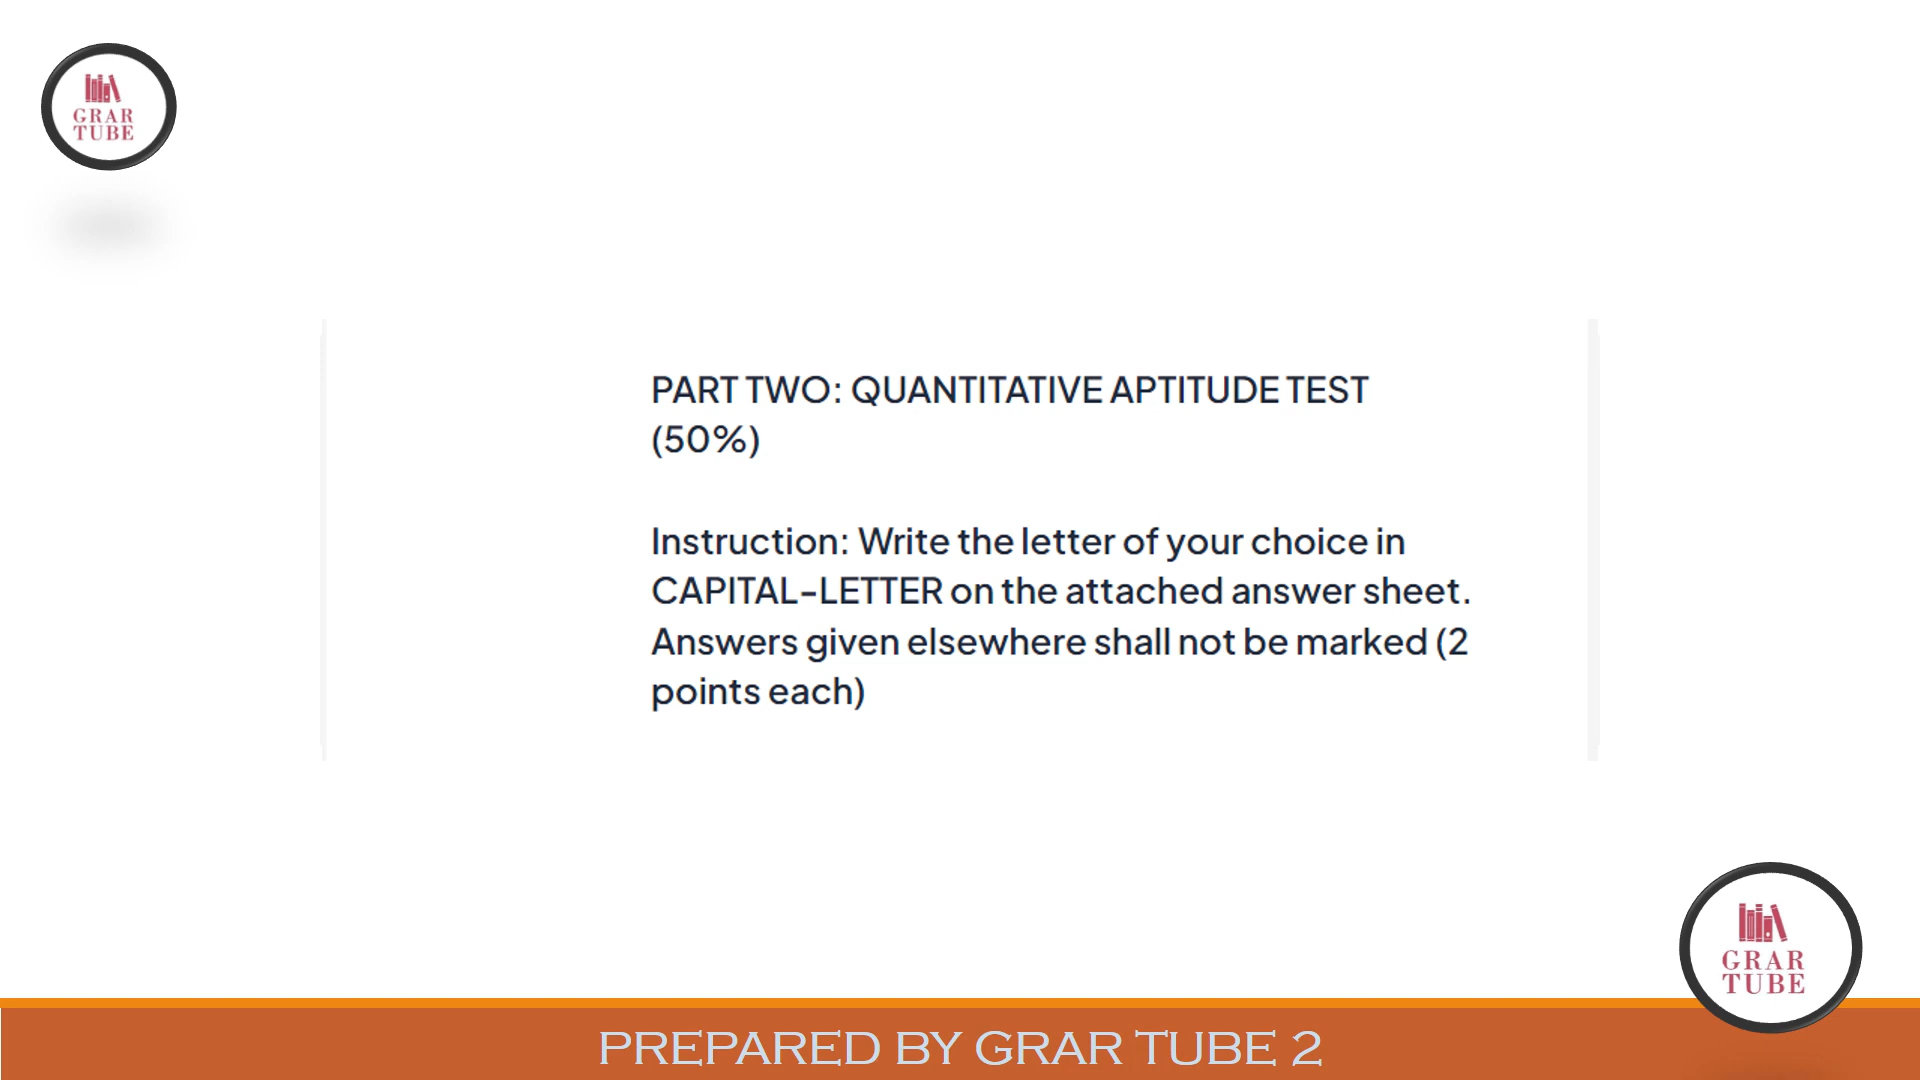 GRAR
TUBE
PART TWO: QUANTITATIVE APTITUDE TEST
(50%)
Instruction: Write the letter of your choice in
CAPITAL-LETTER on the attached answer sheet.
Answers given elsewhere shall not be marked (2
points each)
GRAR
TUBE
PREPARED BY GRAR TUBE 2